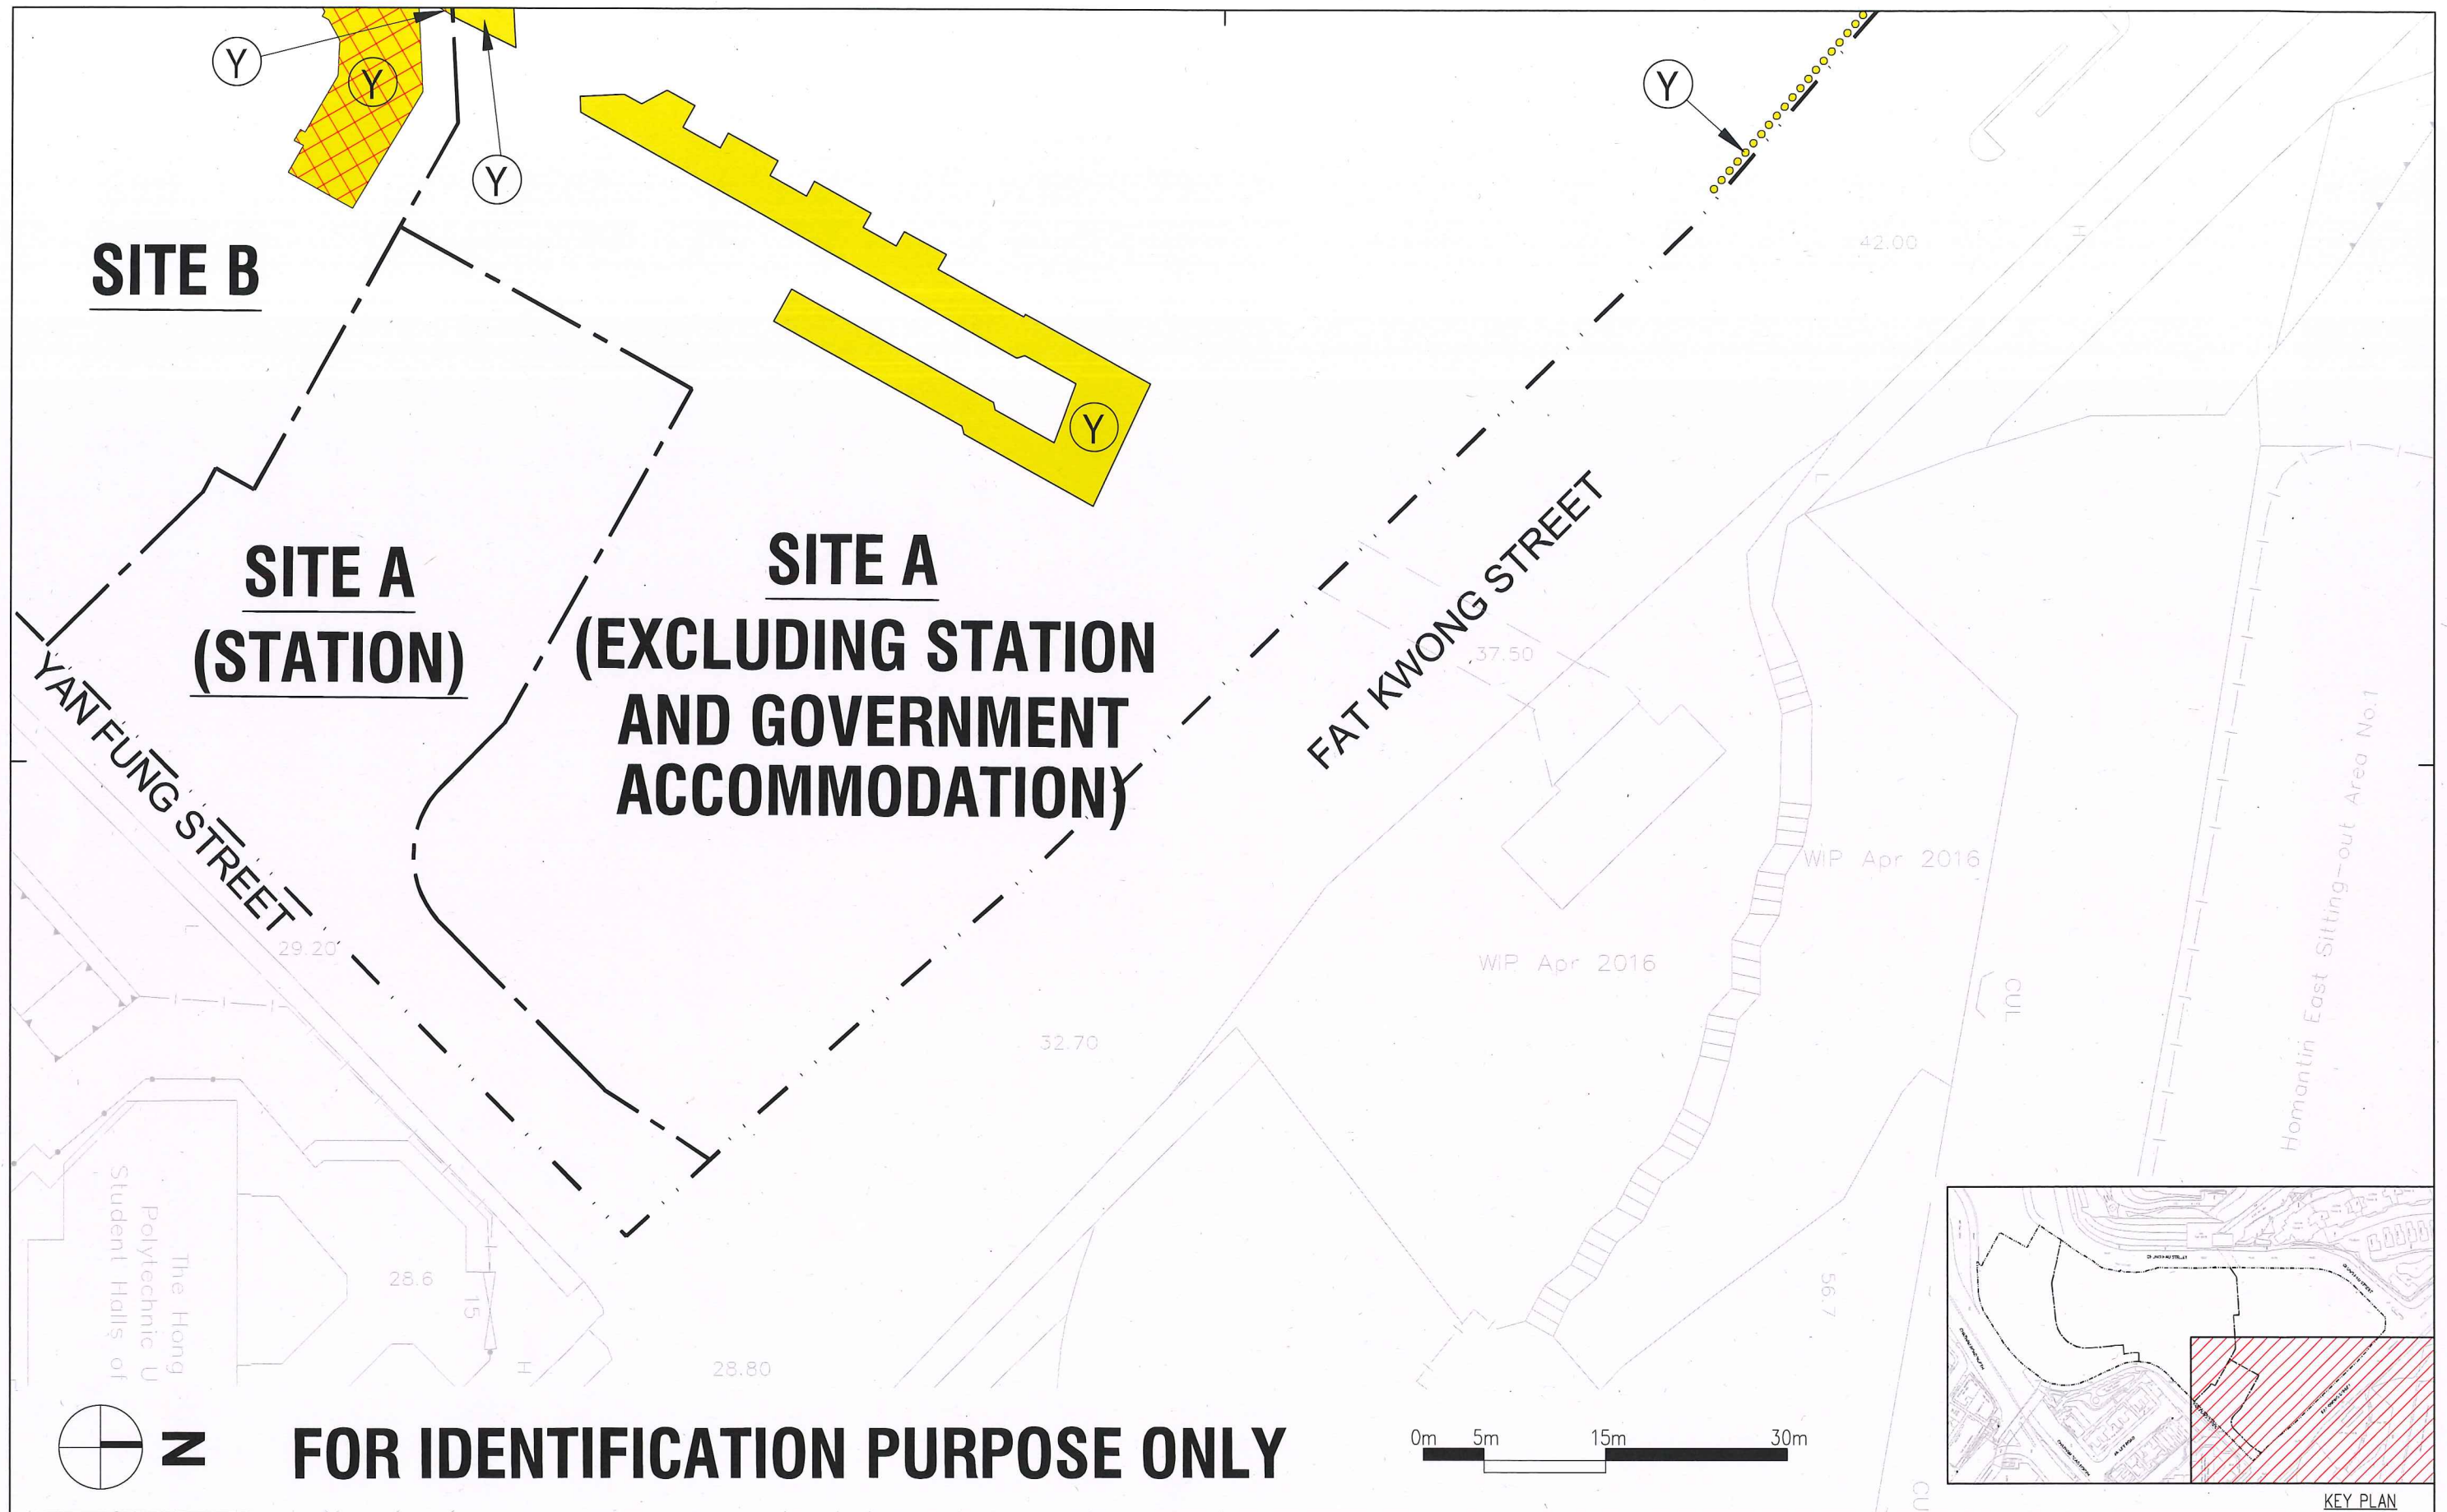 Y
Y
Y
Y
Y
42.00
SITE B
SITE A
(STATION)
SITE A
(EXCLUDING STATION
AND GOVERNMENT
ACCOMMODATION)
YAN FUNG STREET
FAT KWONG STREET
37.50
WIP Apr 2016
WIP Apr 2016
Homantin East Sitting-out Area No.1
L
H
L
29.20
32.70
CUL
The Hong
Polytechnic U
Student Halls of
28.6
15
H
28.80
56.7
CU
N
FOR IDENTIFICATION PURPOSE ONLY
0m 5m 15m 30m
KEY PLAN